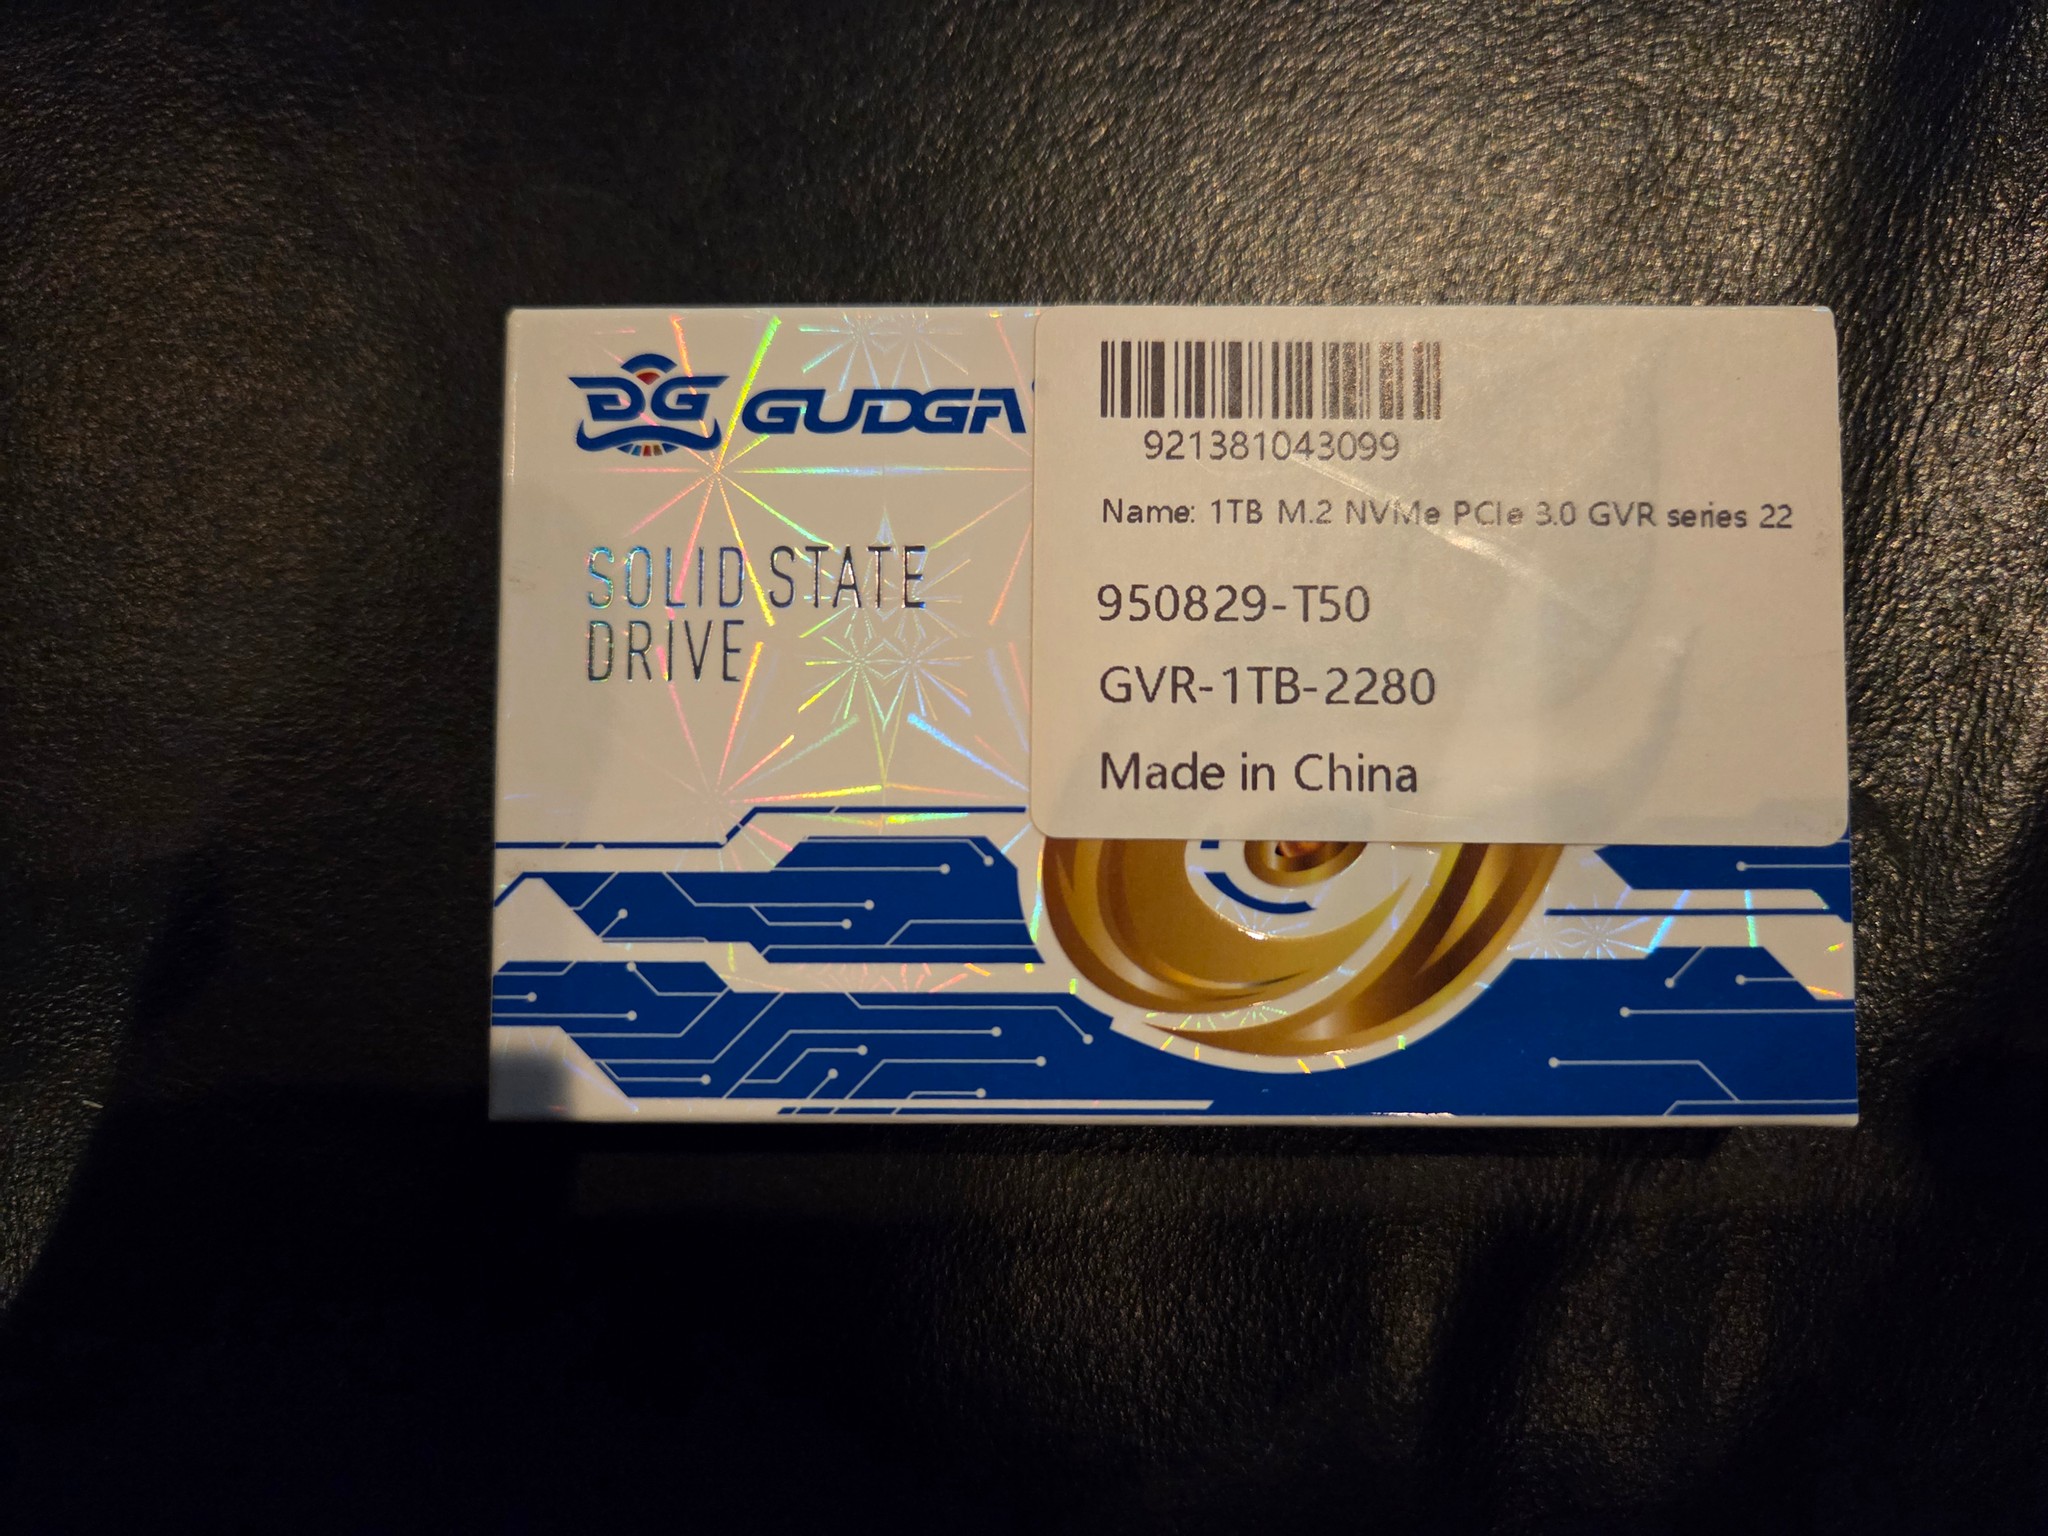 GUDGA
SOLID STATE
DRIVE
921381043099
Name: 1TB M.2 NVMe PCIe 3.0 GVR series 22
950829-T50
GVR-1TB-2280
Made in China